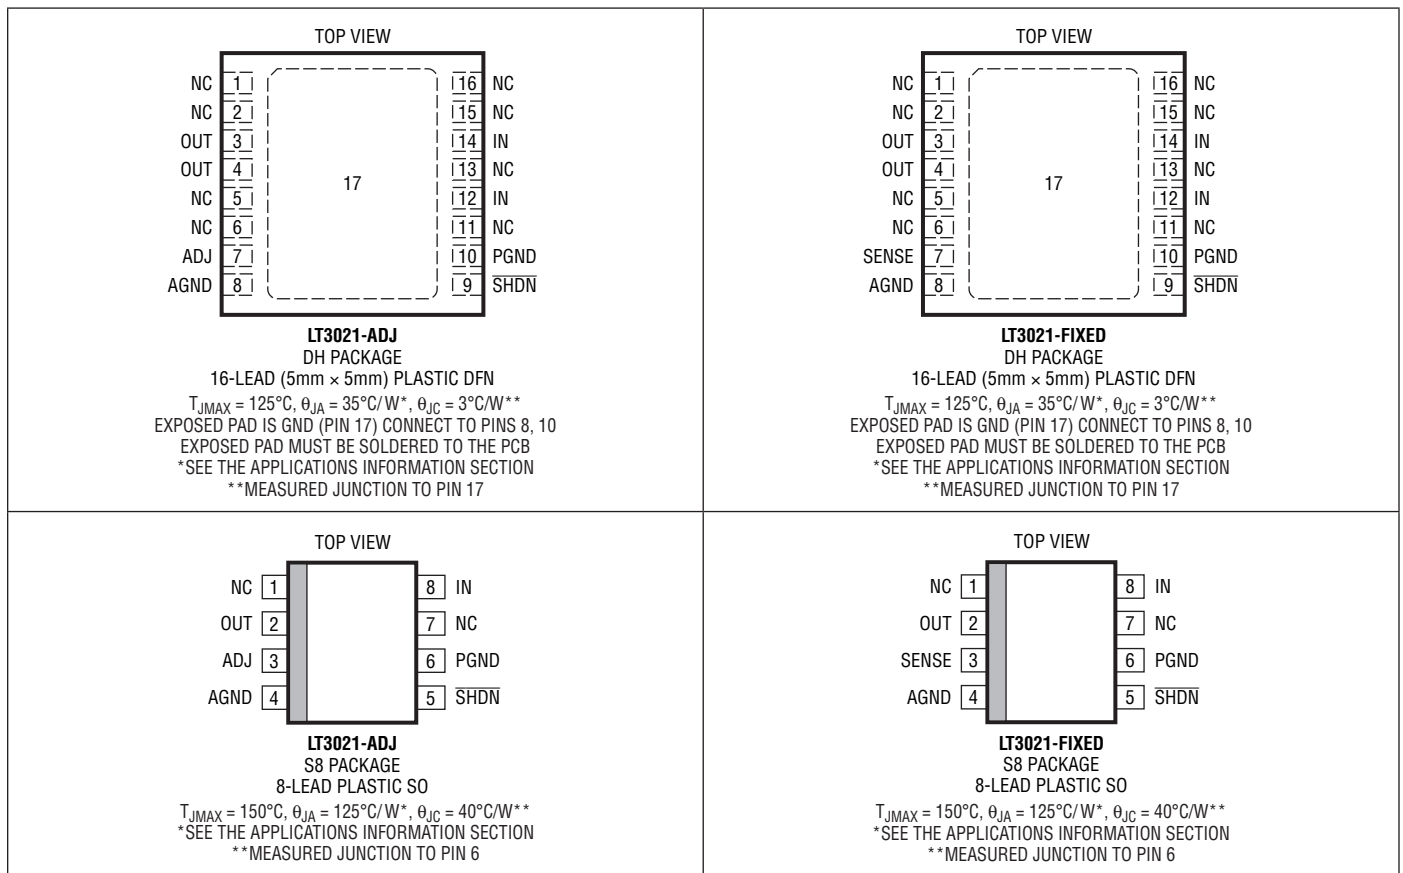 TOP VIEW
NC 1 16 NC
NC 2 15 NC
OUT 3 14 IN
OUT 4 13 NC
NC 5 12 IN
NC 6 11 NC
ADJ 7 10 PGND
AGND 8 9 SHDN
17
LT3021-ADJ
DH PACKAGE
16-LEAD (5mm × 5mm) PLASTIC DFN
TJMAX = 125°C, θJA = 35°C/W*, θJC = 3°C/W**
EXPOSED PAD IS GND (PIN 17) CONNECT TO PINS 8, 10
EXPOSED PAD MUST BE SOLDERED TO THE PCB
*SEE THE APPLICATIONS INFORMATION SECTION
**MEASURED JUNCTION TO PIN 17
TOP VIEW
NC 1 16 NC
NC 2 15 NC
OUT 3 14 IN
OUT 4 13 NC
NC 5 12 IN
NC 6 11 NC
SENSE 7 10 PGND
AGND 8 9 SHDN
17
LT3021-FIXED
DH PACKAGE
16-LEAD (5mm × 5mm) PLASTIC DFN
TJMAX = 125°C, θJA = 35°C/W*, θJC = 3°C/W**
EXPOSED PAD IS GND (PIN 17) CONNECT TO PINS 8, 10
EXPOSED PAD MUST BE SOLDERED TO THE PCB
*SEE THE APPLICATIONS INFORMATION SECTION
**MEASURED JUNCTION TO PIN 17
TOP VIEW
NC 1 8 IN
OUT 2 7 NC
ADJ 3 6 PGND
AGND 4 5 SHDN
LT3021-ADJ
S8 PACKAGE
8-LEAD PLASTIC SO
TJMAX = 150°C, θJA = 125°C/W*, θJC = 40°C/W**
*SEE THE APPLICATIONS INFORMATION SECTION
**MEASURED JUNCTION TO PIN 6
TOP VIEW
NC 1 8 IN
OUT 2 7 NC
SENSE 3 6 PGND
AGND 4 5 SHDN
LT3021-FIXED
S8 PACKAGE
8-LEAD PLASTIC SO
TJMAX = 150°C, θJA = 125°C/W*, θJC = 40°C/W**
*SEE THE APPLICATIONS INFORMATION SECTION
**MEASURED JUNCTION TO PIN 6